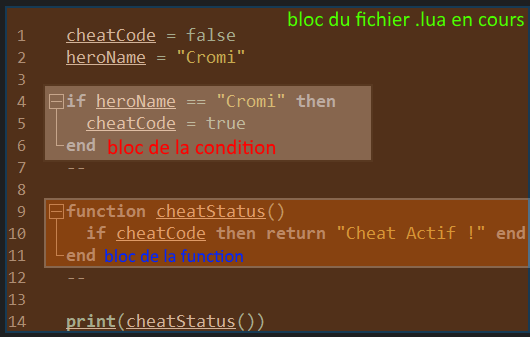 bloc du fichier .lua en cours
1 cheatCode = false
2 heroName = "Cromi"
3
4 if heroName == "Cromi" then
5 cheatCode = true
6 end bloc de la condition
7 --
8
9 function cheatStatus()
10 if cheatCode then return "Cheat Actif !" end
11 end bloc de la function
12 --
13
14 print(cheatStatus())